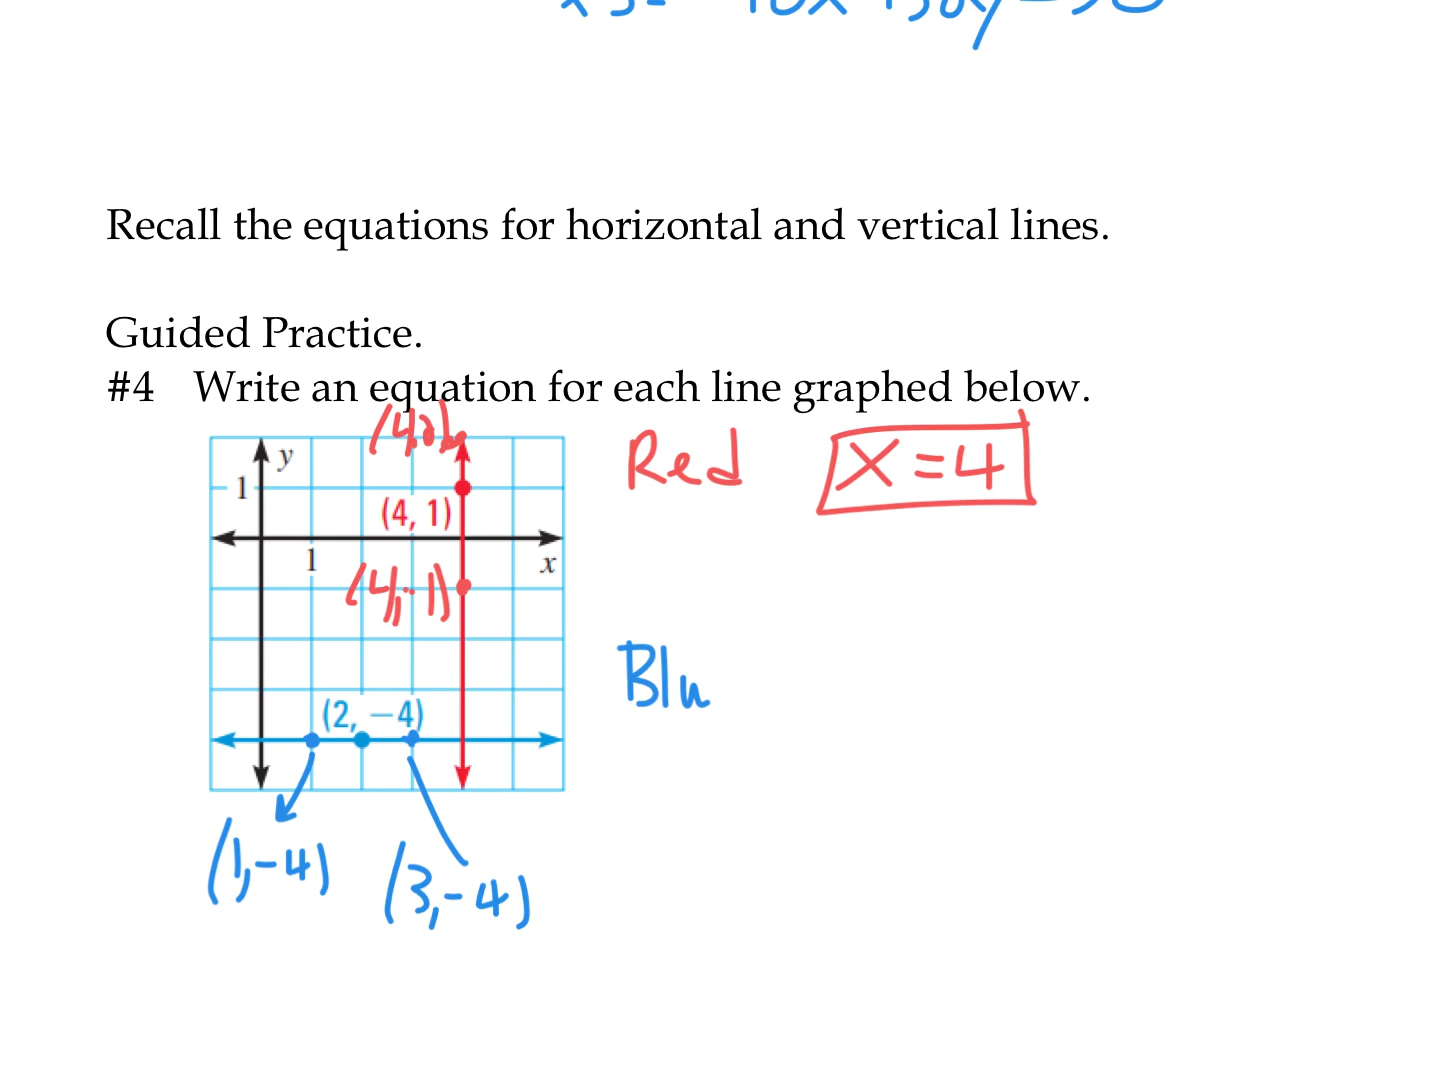 Recall the equations for horizontal and vertical lines.
Guided Practice.
#4 Write an equation for each line graphed below.
Red x=4
y
1
(4, 1)
1
x
(4,-1)
Blu
(2, −4)
(1,-4) (3,-4)